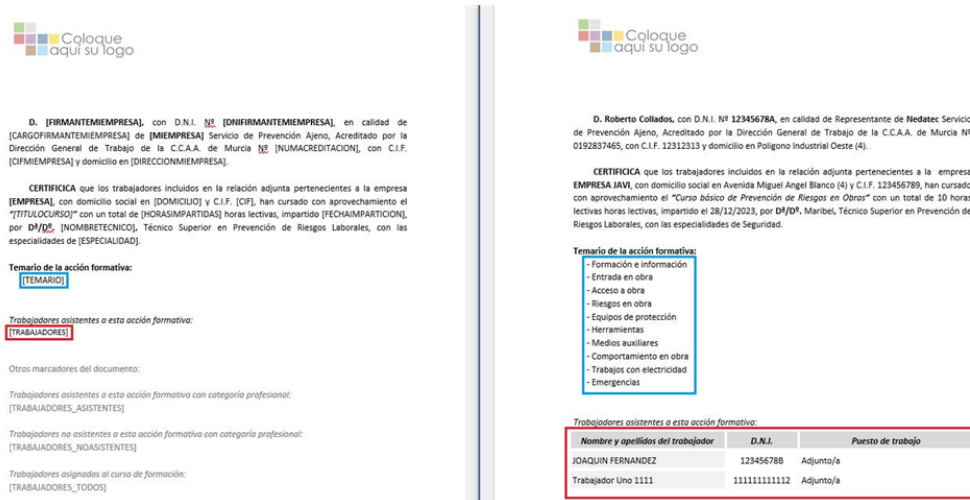 Coloque
aquí su logo
D. [FIRMANTEMIEMPRESA], con D.N.I. Nº [DNIFIRMANTEMIEMPRESA], en calidad de
[CARGOFIRMANTEMIEMPRESA] de [MIEMPRESA] Servicio de Prevención Ajeno, Acreditado por la
Dirección General de Trabajo de la C.C.A.A. de Murcia Nº [NUMACREDITACION], con C.I.F.
[CIFMIEMPRESA] y domicilio en [DIRECCIONMIEMPRESA].
CERTIFICICA que los trabajadores incluidos en la relación adjunta pertenecientes a la empresa
[EMPRESA], con domicilio social en [DOMICILIO] y C.I.F. [CIF], han cursado con aprovechamiento el
“[TITULOCURSO]” con un total de [HORASIMPARTIDAS] horas lectivas, impartido [FECHAIMPARTICION],
por Dª/Dº, [NOMBRETECNICO], Técnico Superior en Prevención de Riesgos Laborales, con las
especialidades de [ESPECIALIDAD].
Temario de la acción formativa:
[TEMARIO]
Trabajadores asistentes a esta acción formativa:
[TRABAJADORES]
Otros marcadores del documento:
Trabajadores asistentes a esta acción formativa con categoría profesional:
[TRABAJADORES_ASISTENTES]
Trabajadores no asistentes a esta acción formativa con categoría profesional:
[TRABAJADORES_NOASISTENTES]
Trabajadores asignados al curso de formación:
[TRABAJADORES_TODOS]
Coloque
aquí su logo
D. Roberto Collados, con D.N.I. Nº 12345678A, en calidad de Representante de Nedatec Servicio
de Prevención Ajeno, Acreditado por la Dirección General de Trabajo de la C.C.A.A. de Murcia Nº
0192837465, con C.I.F. 12312313 y domicilio en Poligono Industrial Oeste (4).
CERTIFICICA que los trabajadores incluidos en la relación adjunta pertenecientes a la empresa
EMPRESA JAVI, con domicilio social en Avenida Miguel Angel Blanco (4) y C.I.F. 123456789, han cursado
con aprovechamiento el “Curso básico de Prevención de Riesgos en Obras” con un total de 10 horas
lectivas horas lectivas, impartido el 28/12/2023, por Dª/Dº. Maribel, Técnico Superior en Prevención de
Riesgos Laborales, con las especialidades de Seguridad.
Temario de la acción formativa:
- Formación e información
- Entrada en obra
- Acceso a obra
- Riesgos en obra
- Equipos de protección
- Herramientas
- Medios auxiliares
- Comportamiento en obra
- Trabajos con electricidad
- Emergencias
Trabajadores asistentes a esta acción formativa:
Nombre y apellidos del trabajador D.N.I. Puesto de trabajo
JOAQUIN FERNANDEZ 12345678B Adjunto/a
Trabajador Uno 1111 111111111112 Adjunto/a